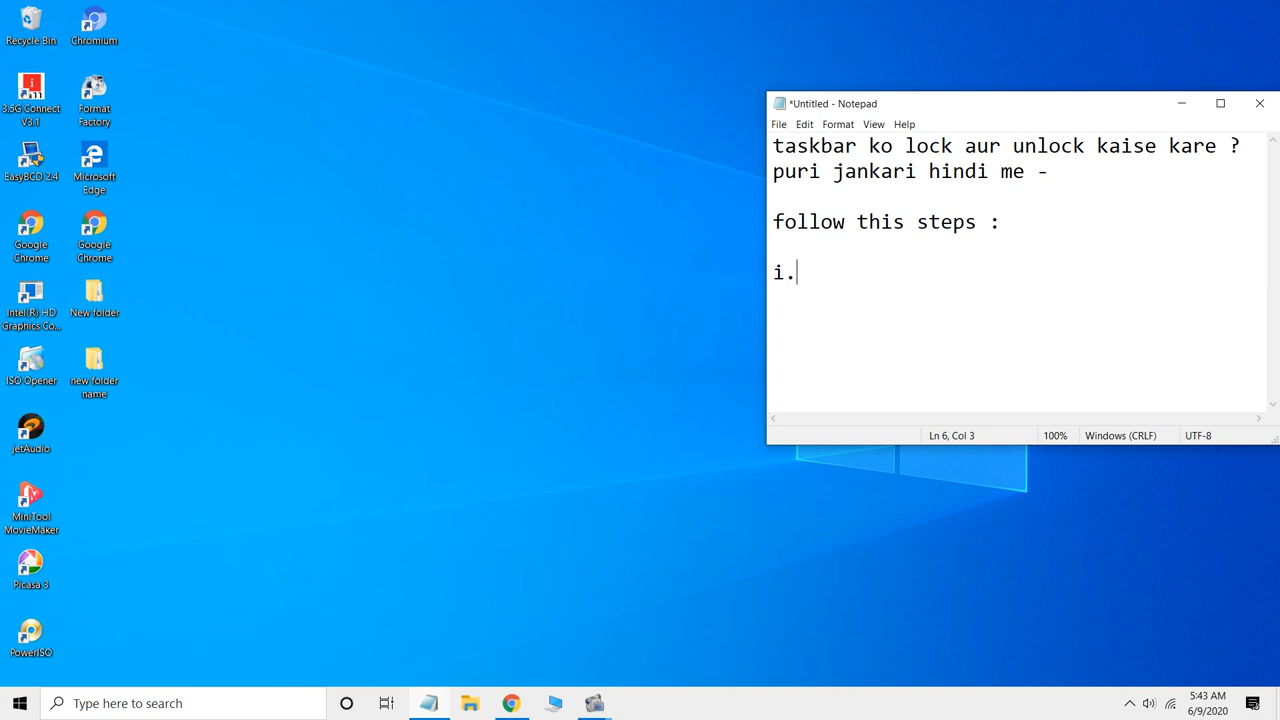 Recycle Bin
Chromium
3.5G Connect
V3.1
Format
Factory
EasyBCD 2.4
Microsoft
Edge
Google
Chrome
Google
Chrome
Intel(R) HD
Graphics Co...
New folder
ISO Opener
new folder
name
jetAudio
MiniTool
MovieMaker
Picasa 3
PowerISO
*Untitled - Notepad
File Edit Format View Help
taskbar ko lock aur unlock kaise kare ?
puri jankari hindi me -
follow this steps :
i.
Ln 6, Col 3 100% Windows (CRLF) UTF-8
Type here to search
5:43 AM
6/9/2020